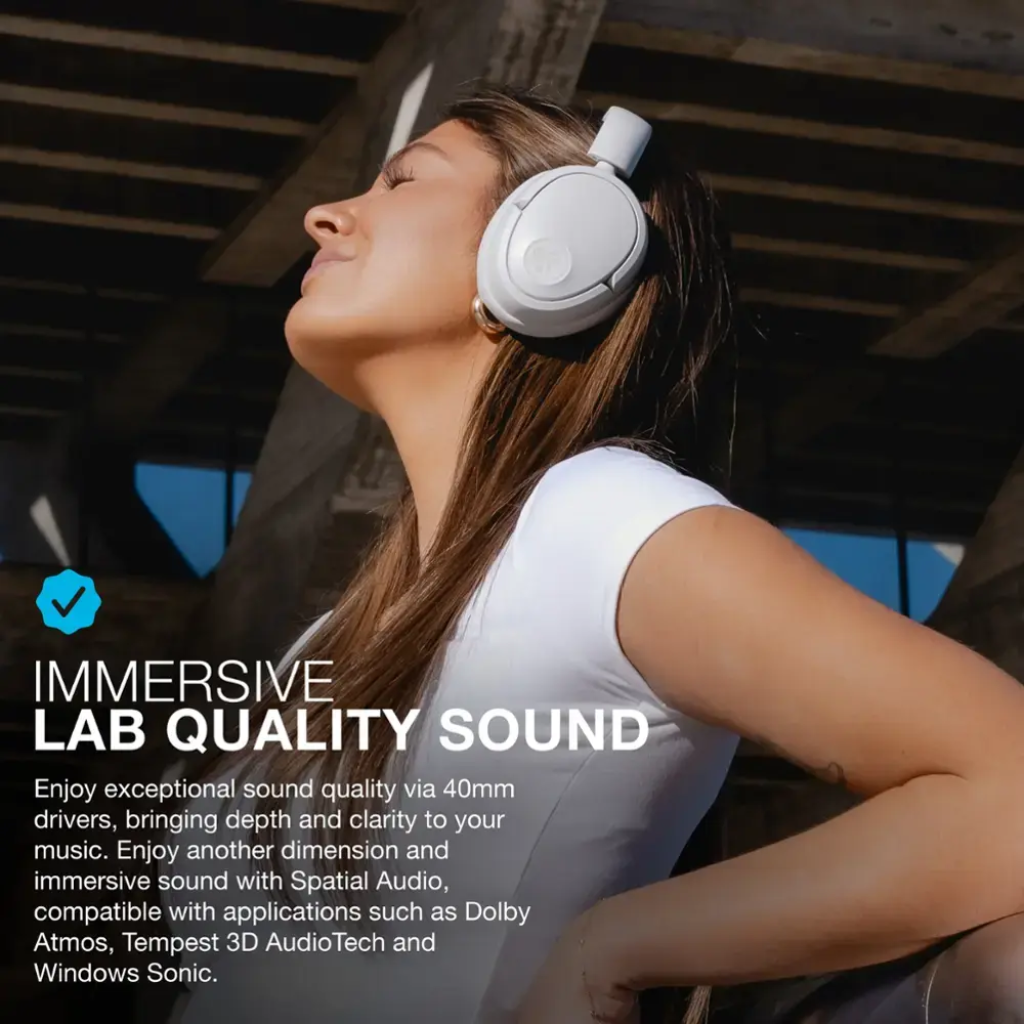 IMMERSIVE
LAB QUALITY SOUND
Enjoy exceptional sound quality via 40mm
drivers, bringing depth and clarity to your
music. Enjoy another dimension and
immersive sound with Spatial Audio,
compatible with applications such as Dolby
Atmos, Tempest 3D AudioTech and
Windows Sonic.